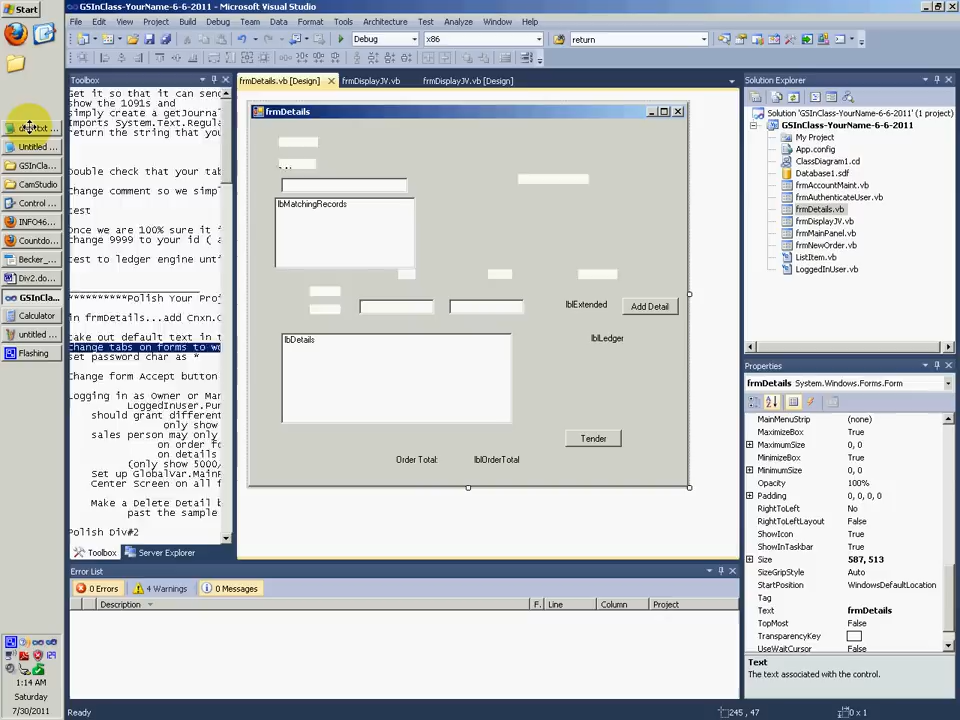 Start
GSInClass-YourName-6-6-2011 - Microsoft Visual Studio
File Edit View Project Build Debug Team Data Format Tools Architecture Test Analyze Window Help
Debug x86 return
Toolbox
set it so that it can send
show the 1091s and
simply create a getJournal
Imports System.Text.Regula
return the string that you
Double check that your tab
Change comment so we simpl
test
Once we are 100% sure it i
change 9999 to your id ( a
test to ledger engine unti
**********Polish Your Proj
in frmDetails...add Cnxn.C
take out default text in t
Change tabs on forms to wo
set password char as *
Change form Accept button
Logging in as Owner or Man
LoggedInUser.Pur
should grant different
only show
sales person may only
on order fo
on details
(only show 5000/
Set up GlobalVar.MainP
Center Screen on all f
Make a Delete Detail b
past the sample
Polish Div#2
Toolbox Server Explorer
Untitled ...
GSInCla...
CamStudio
Control ...
INFO46...
Countdo...
Becker_...
Div2.do...
GSInCla...
Calculator
untitled ...
Flashing
1:14 AM
Saturday
7/30/2011
frmDetails.vb [Design] frmDisplayJV.vb frmDisplayJV.vb [Design]
frmDetails
lbMatchingRecords
lblExtended
Add Detail
lbDetails
lblLedger
Tender
Order Total: lblOrderTotal
Error List
0 Errors 4 Warnings 0 Messages
Description F. Line Column Project
Ready
245, 47
0 x 1
Solution Explorer
Solution 'GSInClass-YourName-6-6-2011' (1 project)
GSInClass-YourName-6-6-2011
My Project
App.config
ClassDiagram1.cd
Database1.sdf
frmAccountMaint.vb
frmAuthenticateUser.vb
frmDetails.vb
frmDisplayJV.vb
frmMainPanel.vb
frmNewOrder.vb
ListItem.vb
LoggedInUser.vb
Properties
frmDetails System.Windows.Forms.Form
MainMenuStrip (none)
MaximizeBox True
MaximumSize 0, 0
MinimizeBox True
MinimumSize 0, 0
Opacity 100%
Padding 0, 0, 0, 0
RightToLeft No
RightToLeftLayout False
ShowIcon True
ShowInTaskbar True
Size 587, 513
SizeGripStyle Auto
StartPosition WindowsDefaultLocation
Tag
Text frmDetails
TopMost False
TransparencyKey
UseWaitCursor False
Text
The text associated with the control.